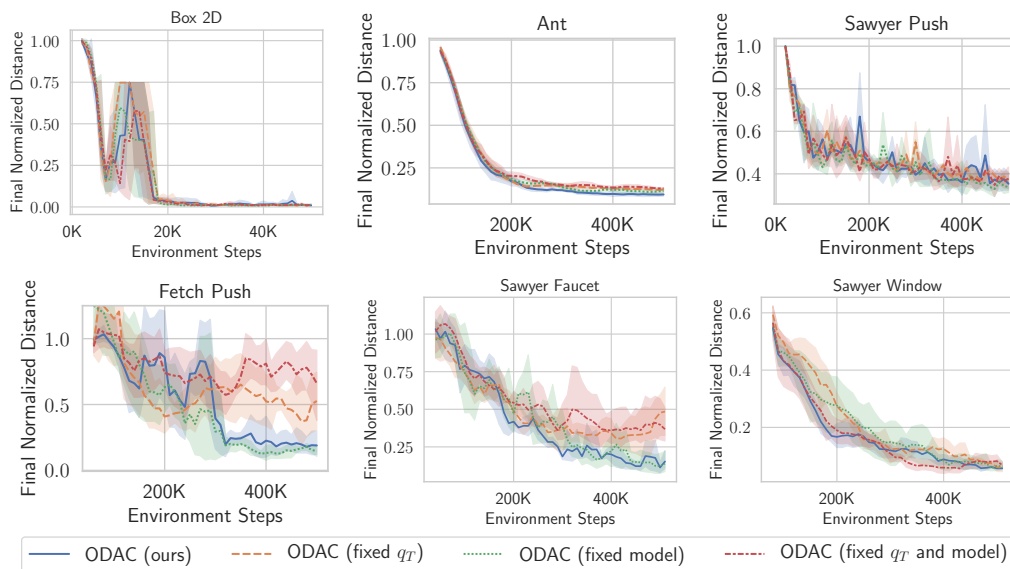 Box 2D
Final Normalized Distance
1.00
0.75
0.50
0.25
0.00
0K
20K
40K
Environment Steps
Ant
Final Normalized Distance
1.00
0.75
0.50
0.25
200K
400K
Environment Steps
Sawyer Push
Final Normalized Distance
1.0
0.8
0.6
0.4
200K
400K
Environment Steps
Fetch Push
Final Normalized Distance
1.0
0.5
0.0
200K
400K
Environment Steps
Sawyer Faucet
Final Normalized Distance
1.00
0.75
0.50
0.25
200K
400K
Environment Steps
Sawyer Window
Final Normalized Distance
0.6
0.4
0.2
200K
400K
Environment Steps
ODAC (ours)
ODAC (fixed q_T)
ODAC (fixed model)
ODAC (fixed q_T and model)